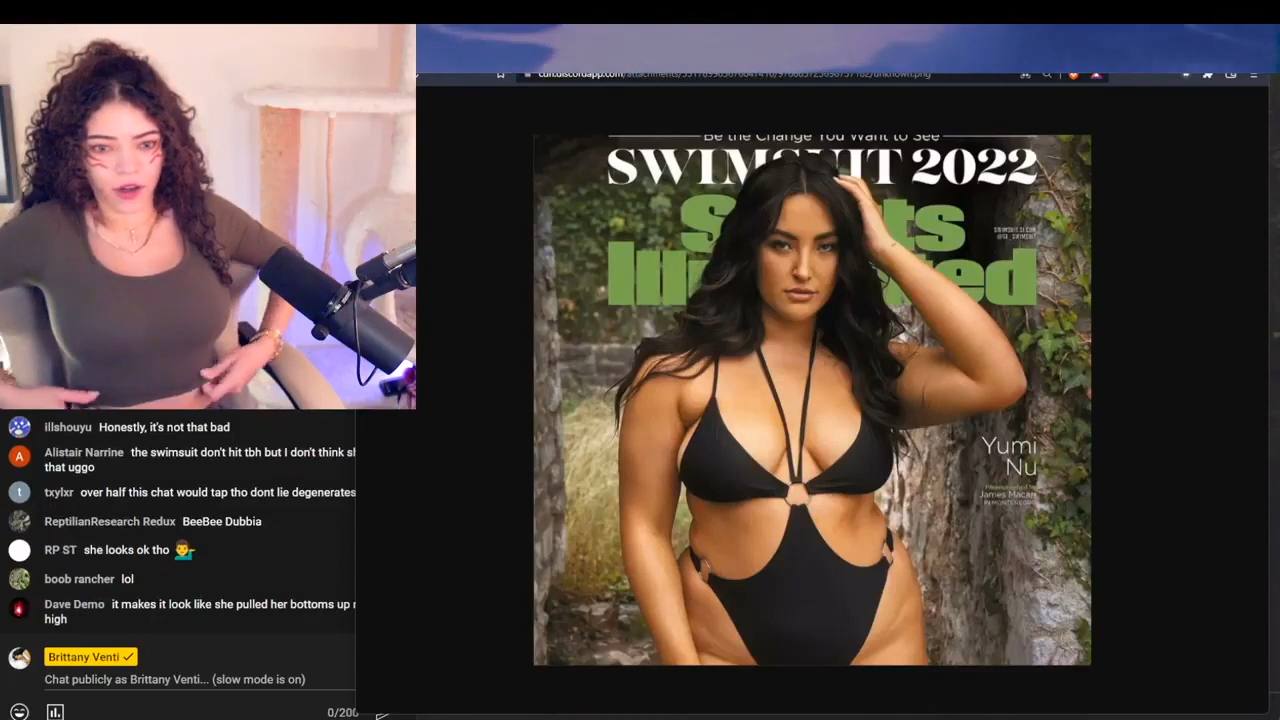 Be the Change You Want to See
SWIMSUIT 2022
Yumi
Nu
James Macari
illshouyu Honestly, it's not that bad
Alistair Narrine the swimsuit don't hit tbh but I don't think
that uggo
txylxr over half this chat would tap tho dont lie degenerates
ReptilianResearch Redux BeeBee Dubbia
RP ST she looks ok tho
boob rancher lol
Dave Demo it makes it look like she pulled her bottoms up
high
Brittany Venti
Chat publicly as Brittany Venti... (slow mode is on)
0/200